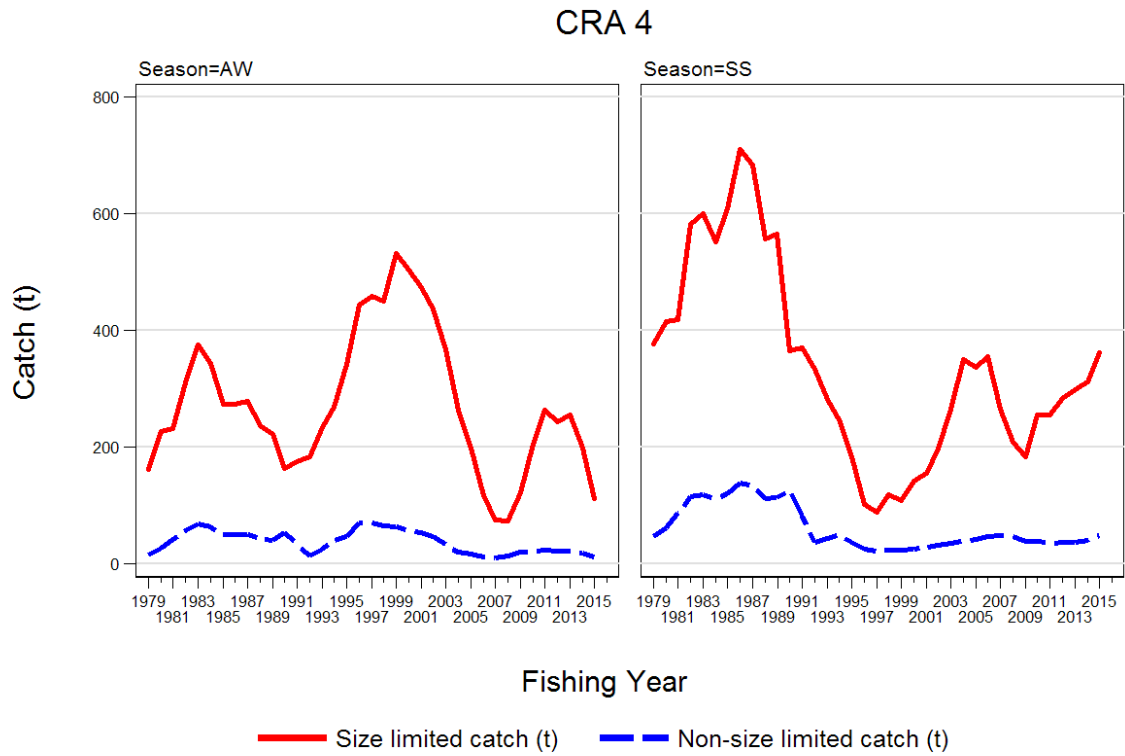 CRA 4
Season=AW
Season=SS
Catch (t)
800
600
400
200
0
1979 1983 1987 1991 1995 1999 2003 2007 2011 2015
1981 1985 1989 1993 1997 2001 2005 2009 2013
1979 1983 1987 1991 1995 1999 2003 2007 2011 2015
1981 1985 1989 1993 1997 2001 2005 2009 2013
Fishing Year
Size limited catch (t)
Non-size limited catch (t)